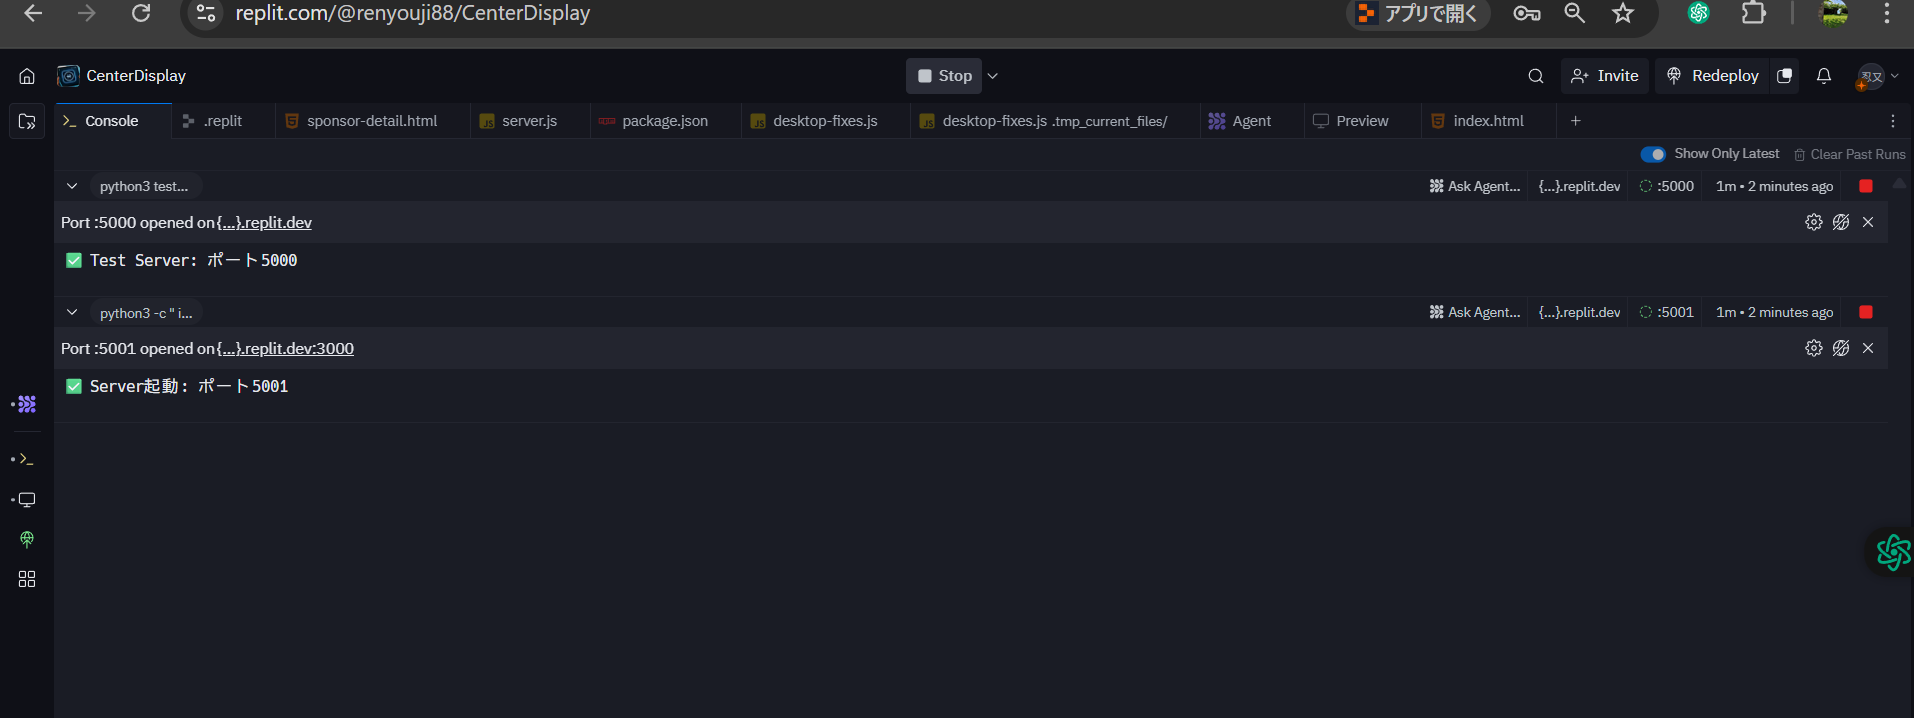 replit.com/@renyouji88/CenterDisplay
アプリで開く
CenterDisplay
Stop
Invite
Redeploy
忍又
Console
.replit
sponsor-detail.html
server.js
package.json
desktop-fixes.js
desktop-fixes.js .tmp_current_files/
Agent
Preview
index.html
Show Only Latest
Clear Past Runs
python3 test...
Ask Agent...
{...}.replit.dev
:5000
1m • 2 minutes ago
Port :5000 opened on {...}.replit.dev
✅ Test Server: ポート5000
python3 -c " i...
Ask Agent...
{...}.replit.dev
:5001
1m • 2 minutes ago
Port :5001 opened on {...}.replit.dev:3000
✅ Server起動: ポート5001